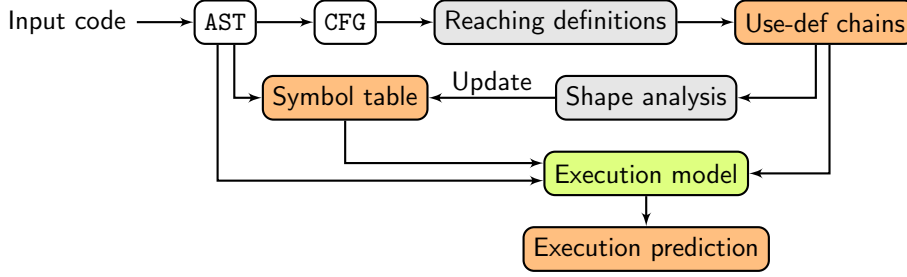 Input code
AST
CFG
Reaching definitions
Use-def chains
Symbol table
Update
Shape analysis
Execution model
Execution prediction